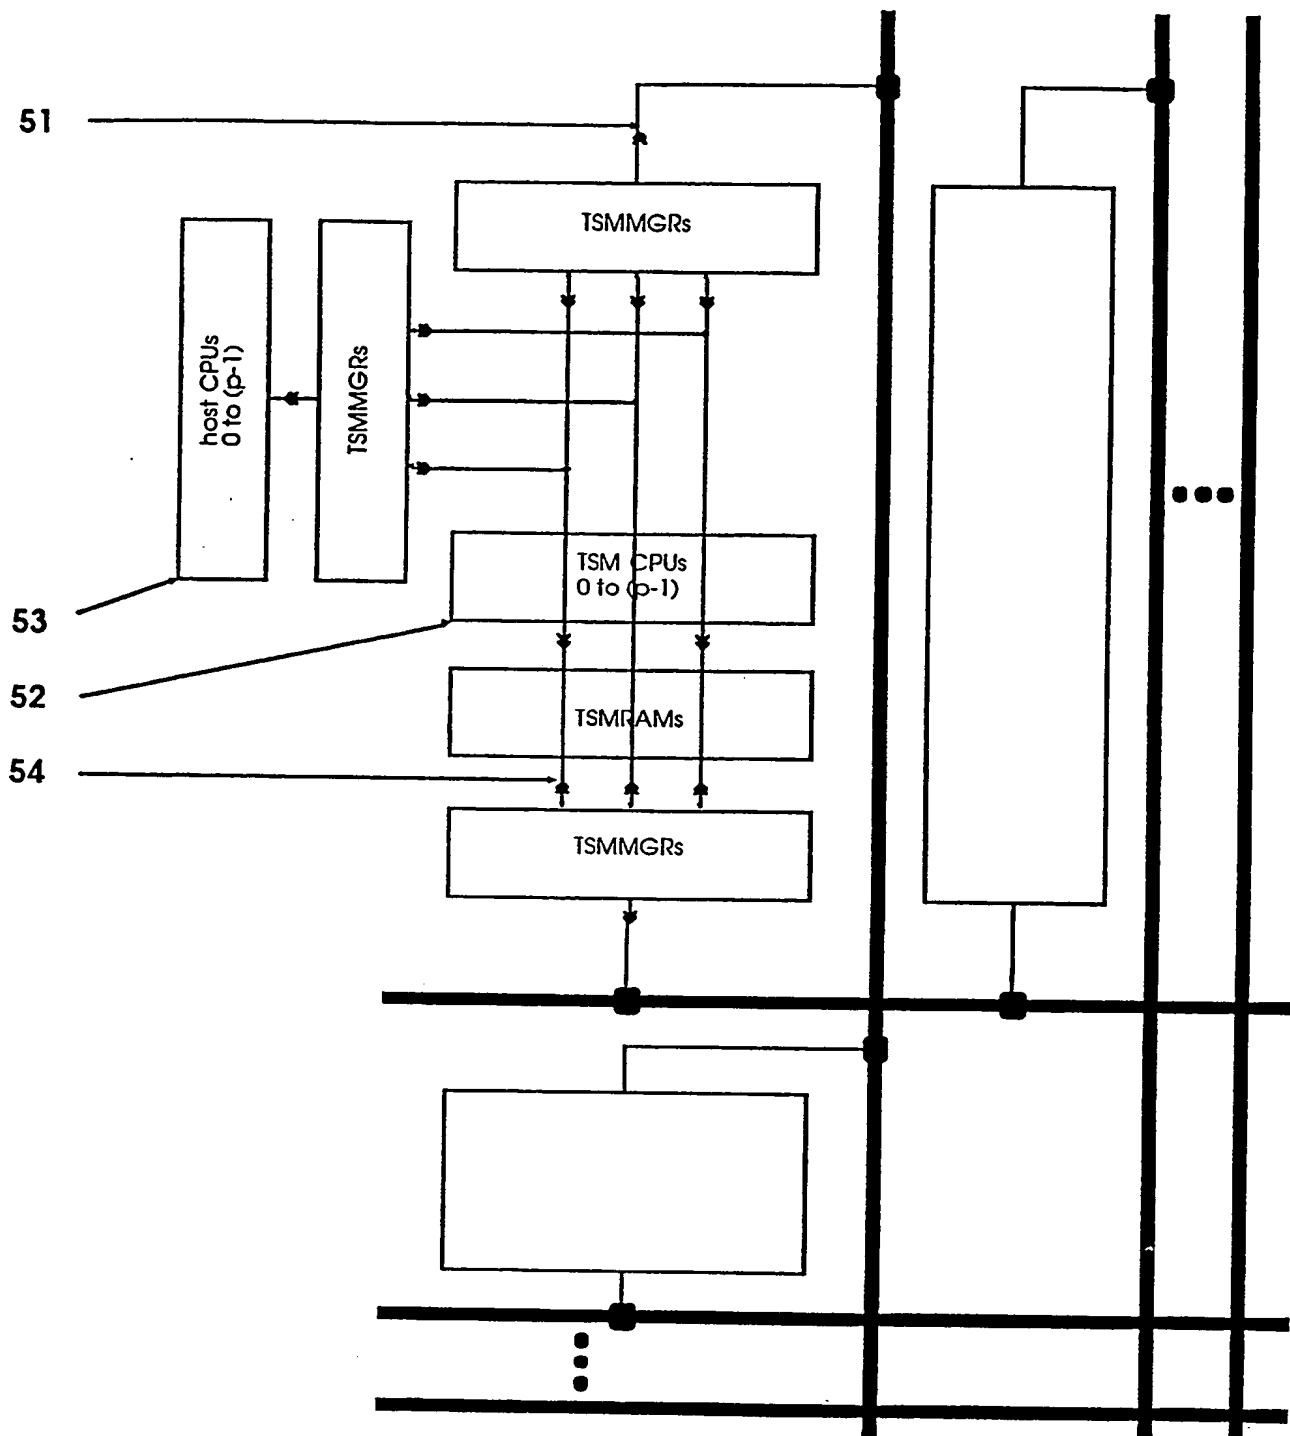 51
TSMMGRs
host CPUs
0 to (p-1)
TSMMGRs
TSM CPUs
0 to (p-1)
53
52
TSMRAMs
54
TSMMGRs